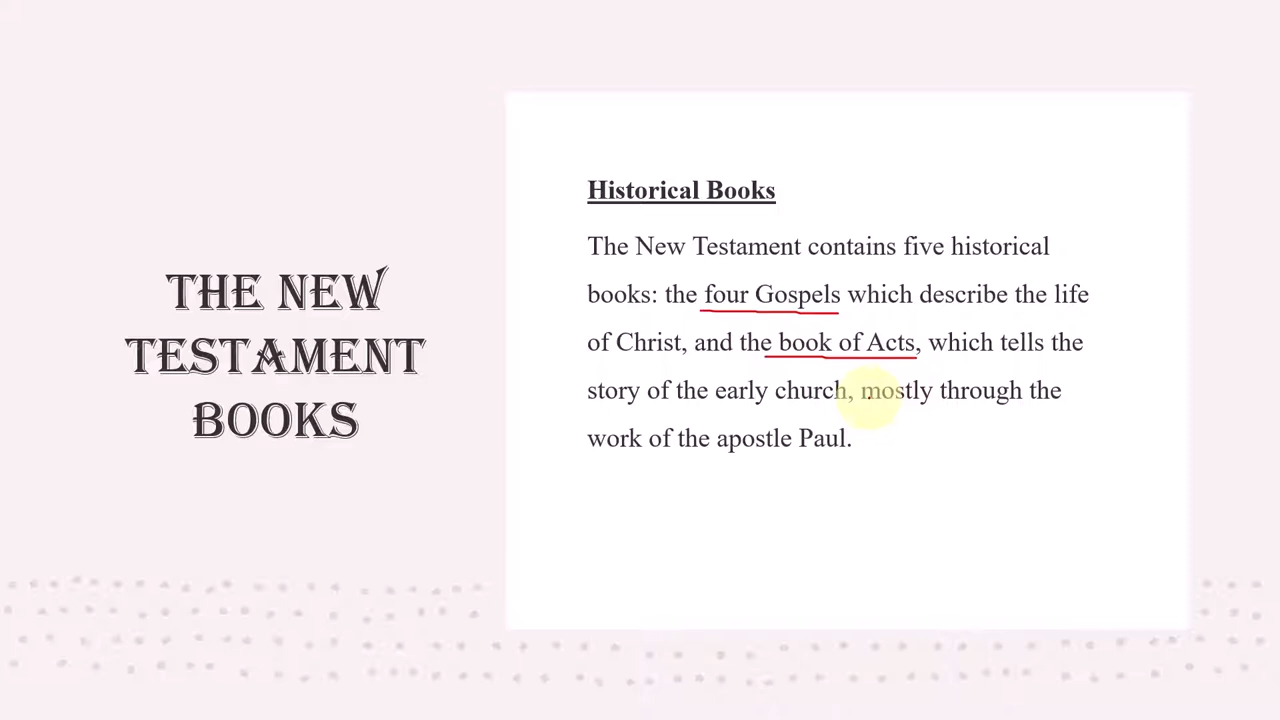 THE NEW
TESTAMENT
BOOKS
Historical Books
The New Testament contains five historical
books: the four Gospels which describe the life
of Christ, and the book of Acts, which tells the
story of the early church, mostly through the
work of the apostle Paul.